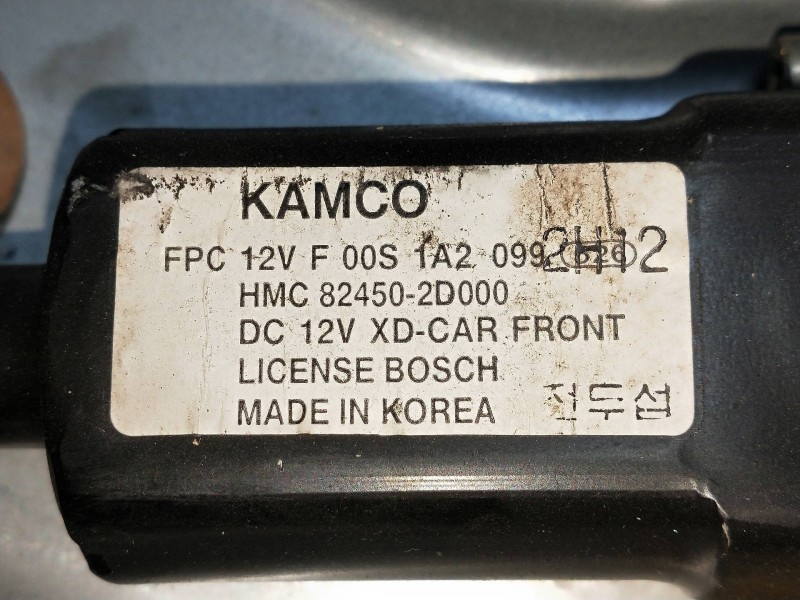 KAMCO
FPC 12V F 00S 1A2 099 2H12
HMC 82450-2D000
DC 12V XD-CAR FRONT
LICENSE BOSCH
MADE IN KOREA 전두섭